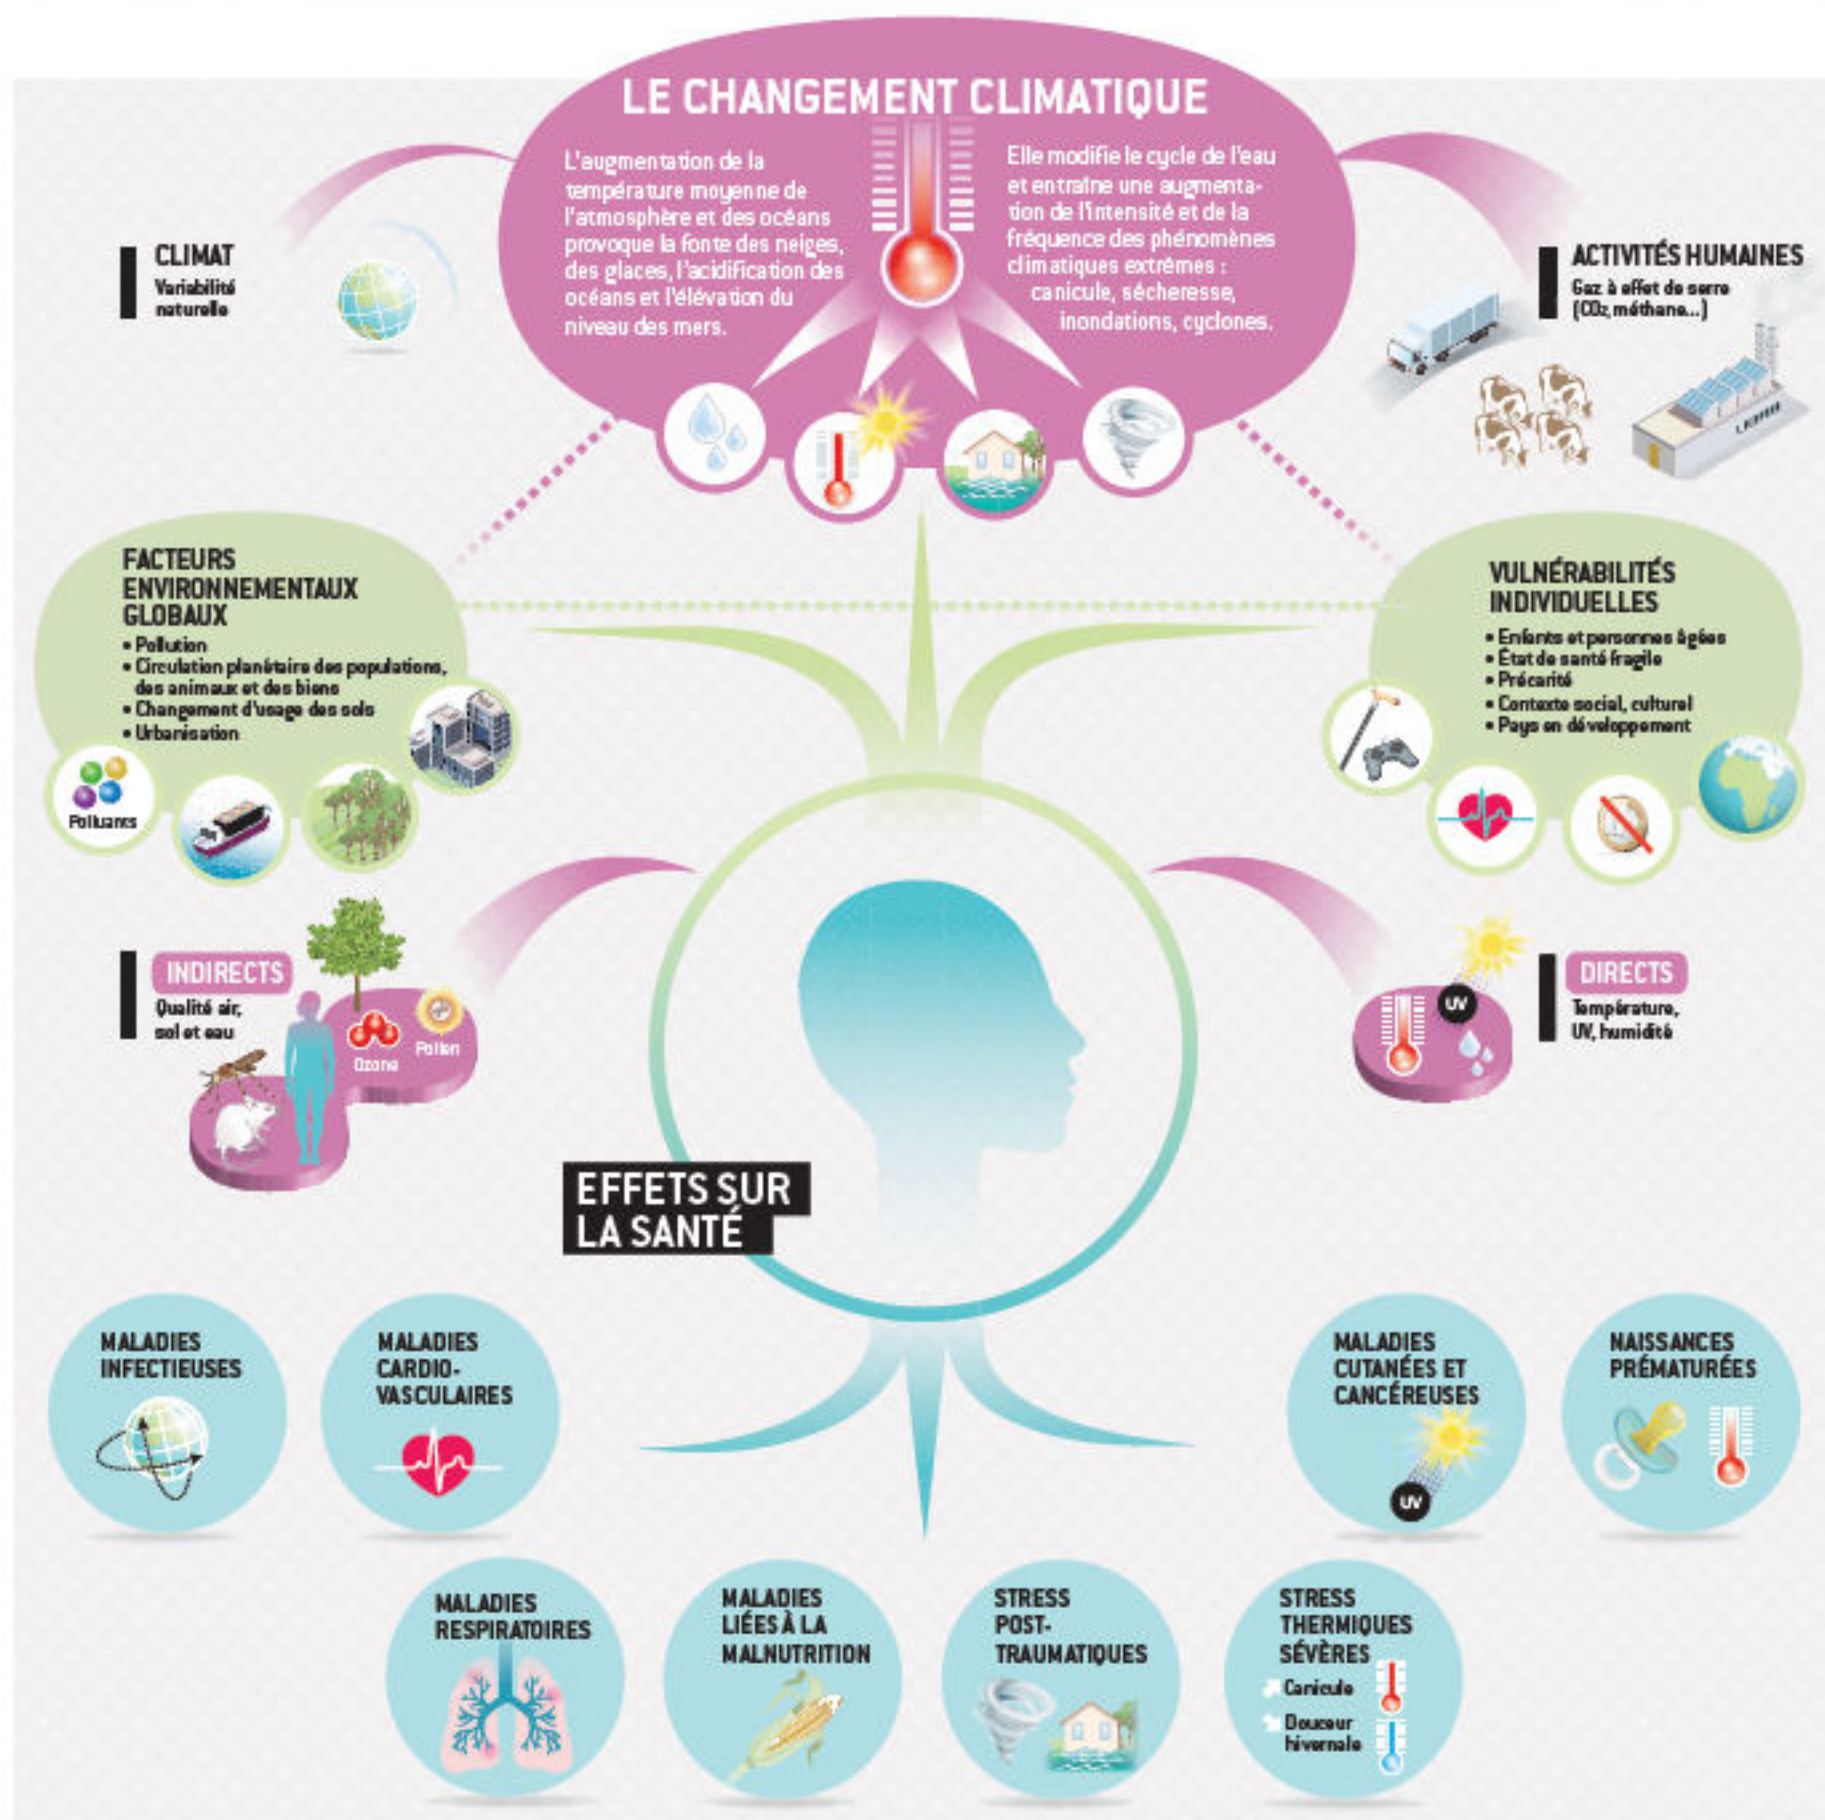 LE CHANGEMENT CLIMATIQUE
L'augmentation de la
température moyenne de
l'atmosphère et des océans
provoque la fonte des neiges,
des glaces, l'acidification des
océans et l'élévation du
niveau des mers.
Elle modifie le cycle de l'eau
et entraîne une augmenta-
tion de l'intensité et de la
fréquence des phénomènes
climatiques extrêmes :
canicule, sécheresse,
inondations, cyclones.
CLIMAT
Variabilité
naturelle
ACTIVITÉS HUMAINES
Gaz à effet de serre
(CO₂, méthane...)
FACTEURS
ENVIRONNEMENTAUX
GLOBAUX
• Pollution
• Circulation planétaire des populations,
des animaux et des biens
• Changement d'usage des sols
• Urbanisation
Polluants
VULNÉRABILITÉS
INDIVIDUELLES
• Enfants et personnes âgées
• État de santé fragile
• Précarité
• Contexte social, culturel
• Pays en développement
INDIRECTS
Qualité air,
sol et eau
Ozone
Pollen
DIRECTS
Température,
UV, humidité
UV
EFFETS SUR
LA SANTÉ
MALADIES
INFECTIEUSES
MALADIES
CARDIO-
VASCULAIRES
MALADIES
CUTANÉES ET
CANCÉREUSES
UV
NAISSANCES
PRÉMATURÉES
MALADIES
RESPIRATOIRES
MALADIES
LIÉES À LA
MALNUTRITION
STRESS
POST-
TRAUMATIQUES
STRESS
THERMIQUES
SÉVÈRES
Canicule
Douceur
hivernale